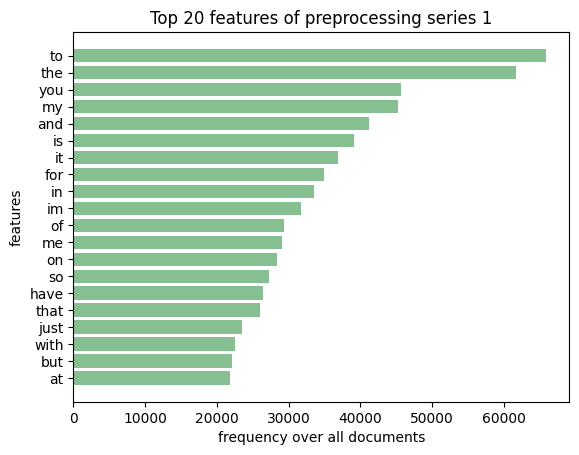 Top 20 features of preprocessing series 1
features
to
the
you
my
and
is
it
for
in
im
of
me
on
so
have
that
just
with
but
at
0 10000 20000 30000 40000 50000 60000
frequency over all documents